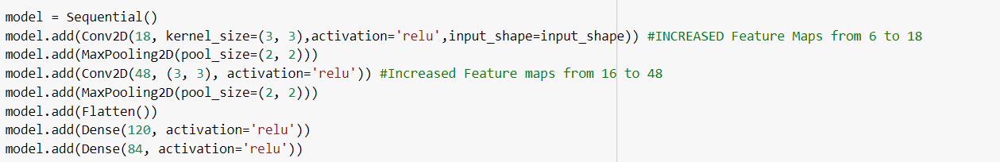 model = Sequential()
model.add(Conv2D(18, kernel_size=(3, 3),activation='relu',input_shape=input_shape)) #INCREASED Feature Maps from 6 to 18
model.add(MaxPooling2D(pool_size=(2, 2)))
model.add(Conv2D(48, (3, 3), activation='relu')) #Increased Feature maps from 16 to 48
model.add(MaxPooling2D(pool_size=(2, 2)))
model.add(Flatten())
model.add(Dense(120, activation='relu'))
model.add(Dense(84, activation='relu'))